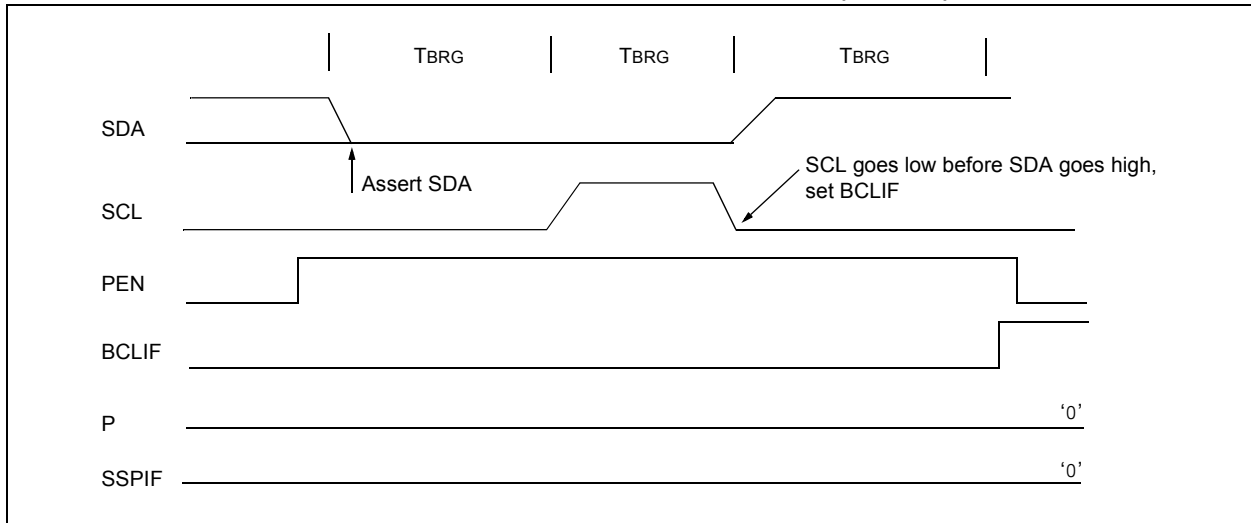 TBRG TBRG TBRG
SDA
Assert SDA
SCL goes low before SDA goes high,
set BCLIF
SCL
PEN
BCLIF
P
‘0’
SSPIF
‘0’